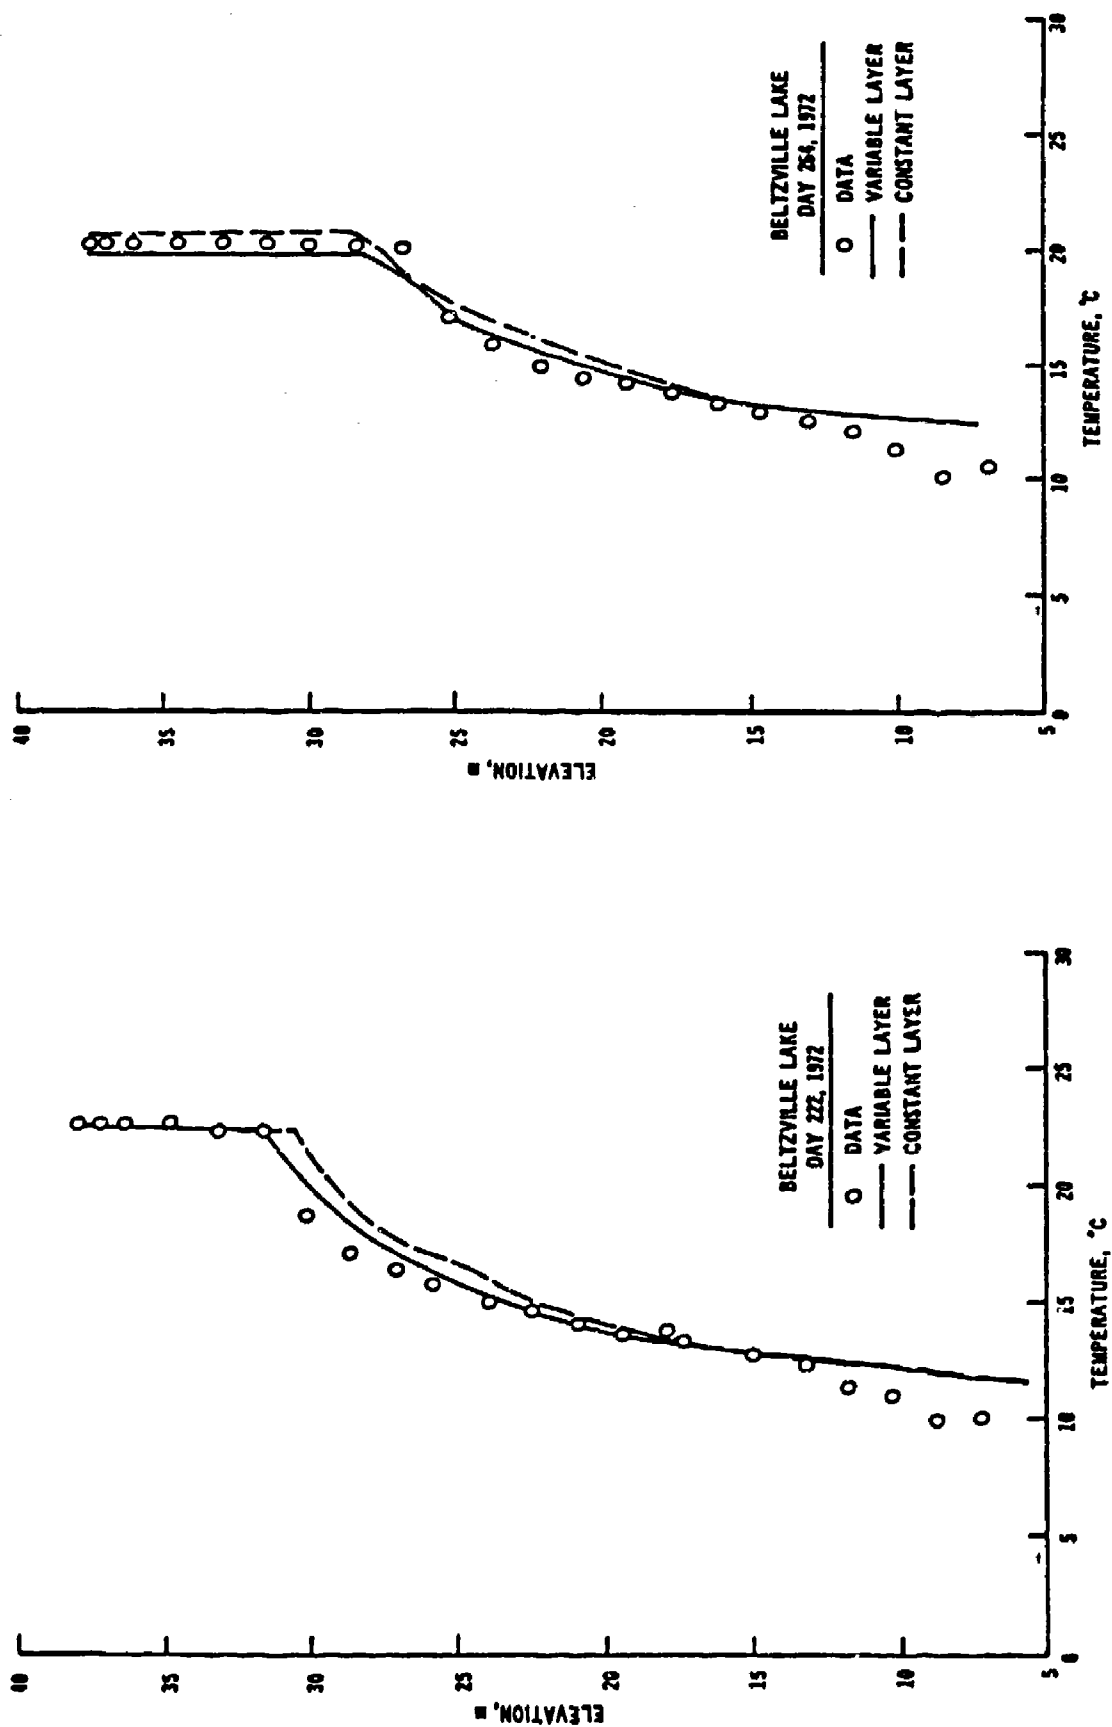 40
35
30
25
20
15
10
5
ELEVATION, m
0
5
10
15
20
25
30
TEMPERATURE, °C
BELTZVILLE LAKE
DAY 222, 1972
DATA
VARIABLE LAYER
CONSTANT LAYER
40
35
30
25
20
15
10
5
ELEVATION, m
0
5
10
15
20
25
30
TEMPERATURE, °C
BELTZVILLE LAKE
DAY 264, 1972
DATA
VARIABLE LAYER
CONSTANT LAYER